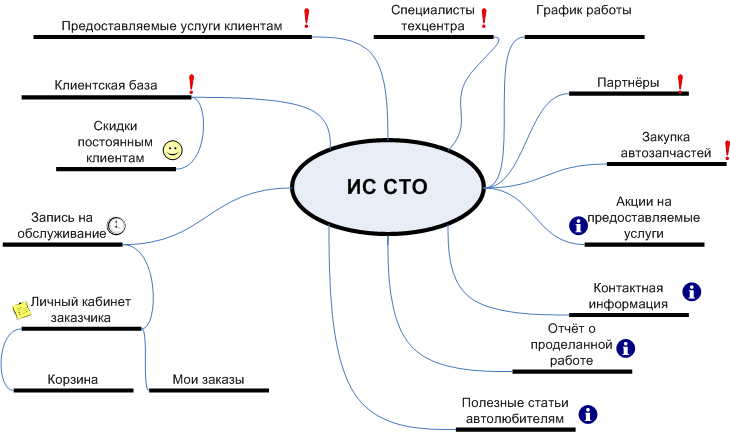 Предоставляемые услуги клиентам
Специалисты
техцентра
График работы
Клиентская база
Партнёры
Скидки
постоянным
клиентам
Закупка
автозапчастей
ИС СТО
Запись на
обслуживание
Акции на
предоставляемые
услуги
Личный кабинет
заказчика
Контактная
информация
Отчёт о
проделанной
работе
Корзина
Мои заказы
Полезные статьи
автолюбителям